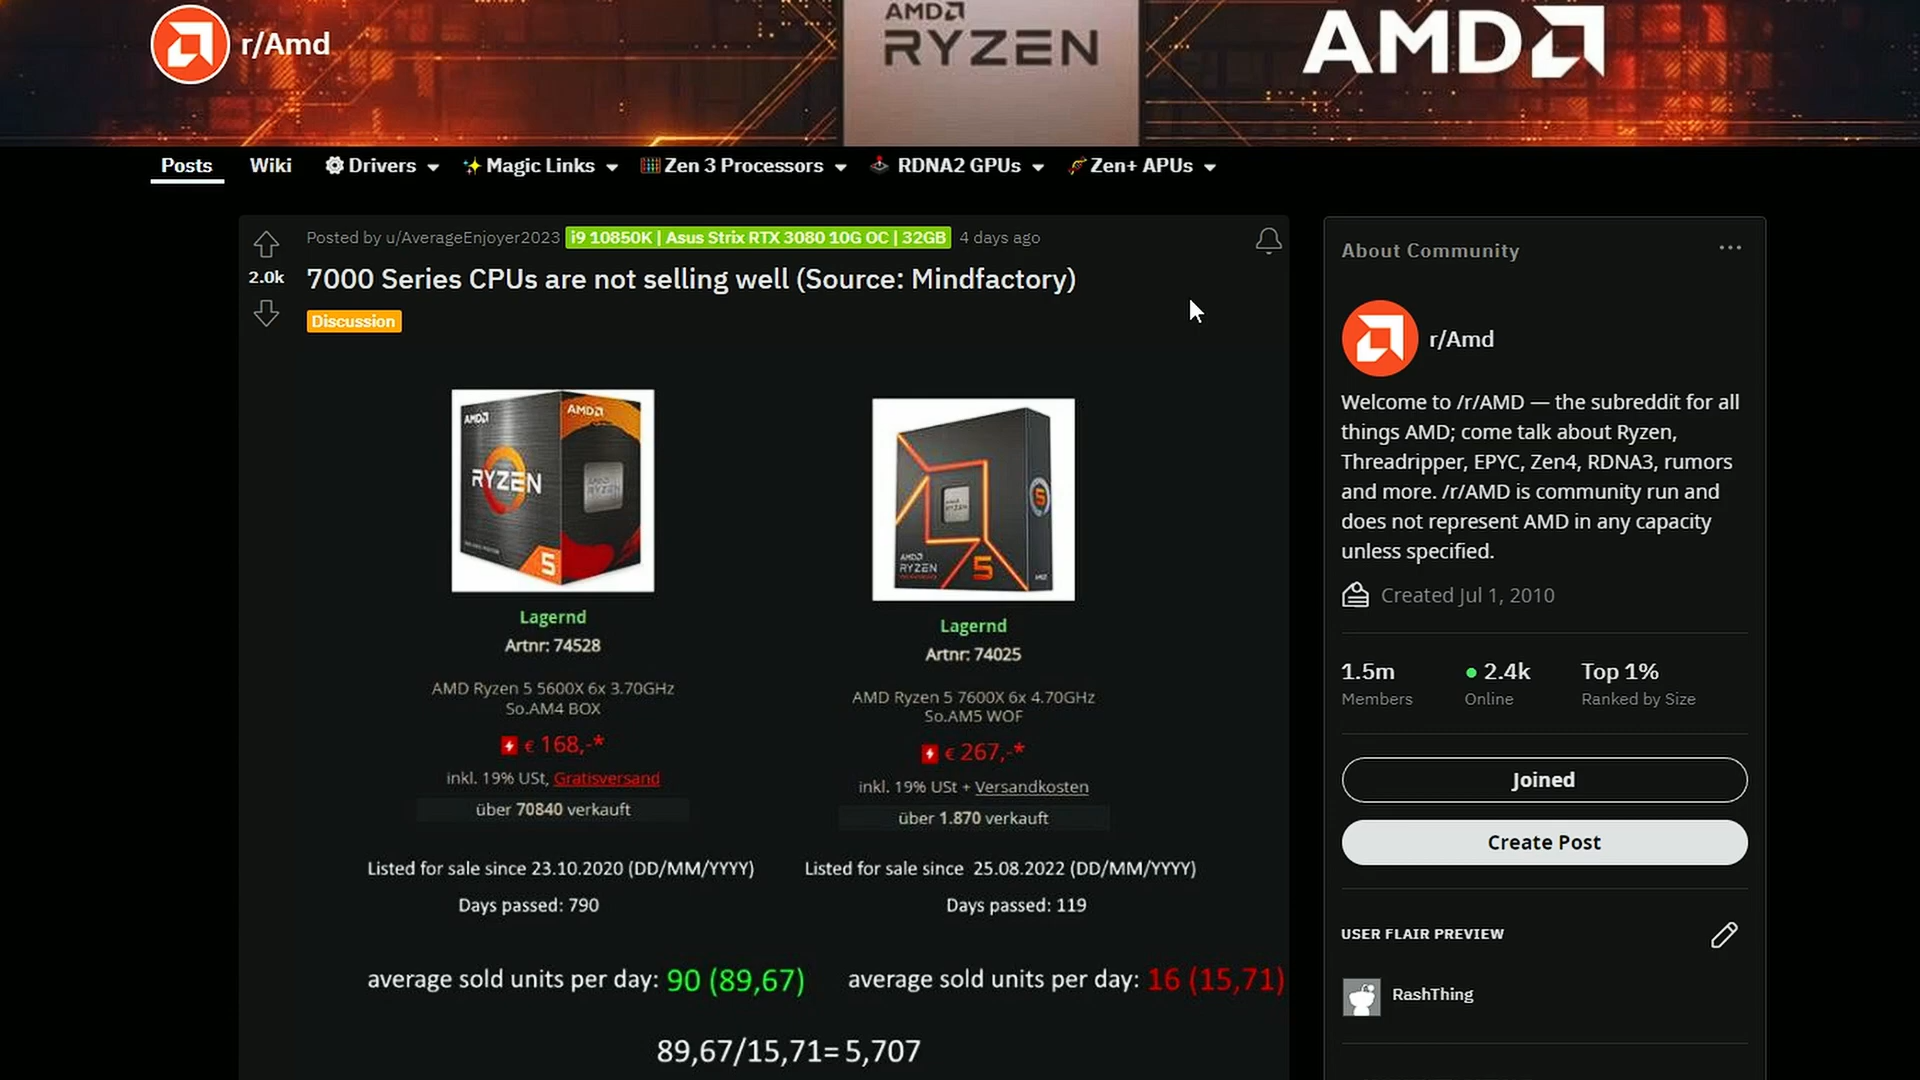 r/Amd
AMD
RYZEN
AMD
Posts
Wiki
Drivers
Magic Links
Zen 3 Processors
RDNA2 GPUs
Zen+ APUs
Posted by u/AverageEnjoyer2023 i9 10850K | Asus Strix RTX 3080 10G OC | 32GB 4 days ago
2.0k
7000 Series CPUs are not selling well (Source: Mindfactory)
Discussion
AMD
AMD
RYZEN
5
Lagernd
Artnr: 74528
AMD Ryzen 5 5600X 6x 3.70GHz
So.AM4 BOX
€ 168,-*
inkl. 19% USt, Gratisversand
über 70840 verkauft
Listed for sale since 23.10.2020 (DD/MM/YYYY)
Days passed: 790
average sold units per day: 90 (89,67)
5
AMD
RYZEN
5
Lagernd
Artnr: 74025
AMD Ryzen 5 7600X 6x 4.70GHz
So.AM5 WOF
€ 267,-*
inkl. 19% USt + Versandkosten
über 1.870 verkauft
Listed for sale since 25.08.2022 (DD/MM/YYYY)
Days passed: 119
average sold units per day: 16 (15,71)
89,67/15,71= 5,707
About Community
r/Amd
Welcome to /r/AMD — the subreddit for all
things AMD; come talk about Ryzen,
Threadripper, EPYC, Zen4, RDNA3, rumors
and more. /r/AMD is community run and
does not represent AMD in any capacity
unless specified.
Created Jul 1, 2010
1.5m
Members
2.4k
Online
Top 1%
Ranked by Size
Joined
Create Post
USER FLAIR PREVIEW
RashThing